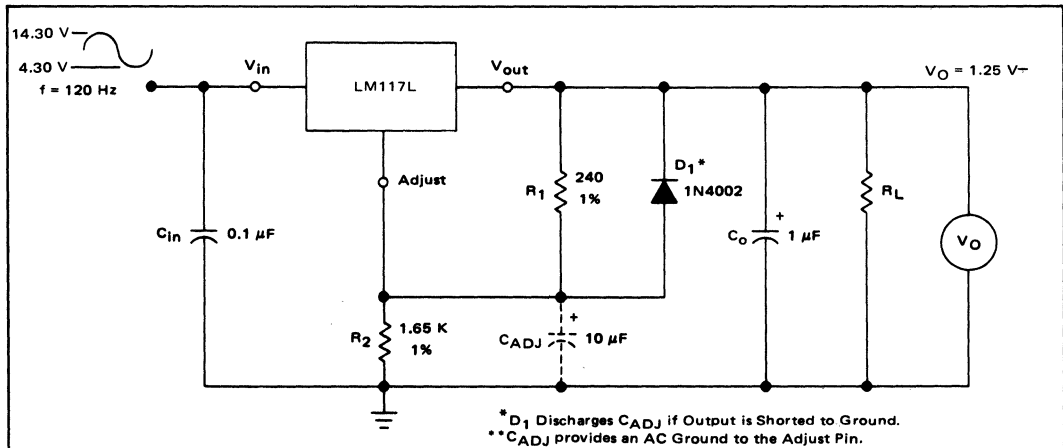 14.30 V
4.30 V
f = 120 Hz
Vin
LM117L
Vout
VO = 1.25 V
Adjust
R1
240
1%
D1*
1N4002
Cin
0.1 µF
CO
+
1 µF
RL
VO
R2
1.65 K
1%
+
CADJ
10 µF
*D1 Discharges CADJ if Output is Shorted to Ground.
**CADJ provides an AC Ground to the Adjust Pin.